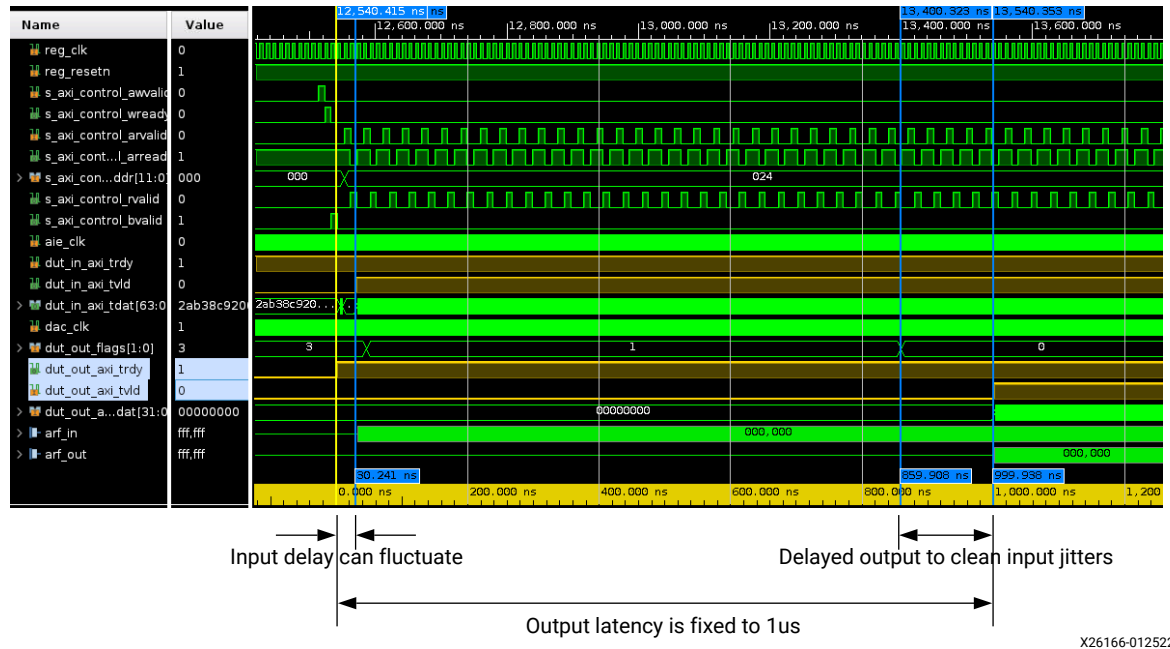 Name Value
12,540.415 ns ns 13,400.323 ns 13,540.353 ns
12,600.000 ns 12,800.000 ns 13,000.000 ns 13,200.000 ns 13,400.000 ns 13,600.000 ns
reg_clk 0
reg_resetn 1
s_axi_control_awvalid 0
s_axi_control_wready 0
s_axi_control_arvalid 0
s_axi_cont...l_arread 1
s_axi_con...ddr[11:0] 000 000 024
s_axi_control_rvalid 0
s_axi_control_bvalid 1
aie_clk 0
dut_in_axi_trdy 1
dut_in_axi_tvld 0
dut_in_axi_tdat[63:0 2ab38c920 2ab38c920...
dac_clk 1
dut_out_flags[1:0] 3 3 1 0
dut_out_axi_trdy 1
dut_out_axi_tvld 0
dut_out_a...dat[31:0 00000000 00000000
arf_in fff,fff 000,000
arf_out fff,fff 000,000
30.241 ns 859.908 ns 999.938 ns
0.000 ns 200.000 ns 400.000 ns 600.000 ns 800.000 ns 1,000.000 ns 1,200
Input delay can fluctuate Delayed output to clean input jitters
Output latency is fixed to 1us
X26166-012522